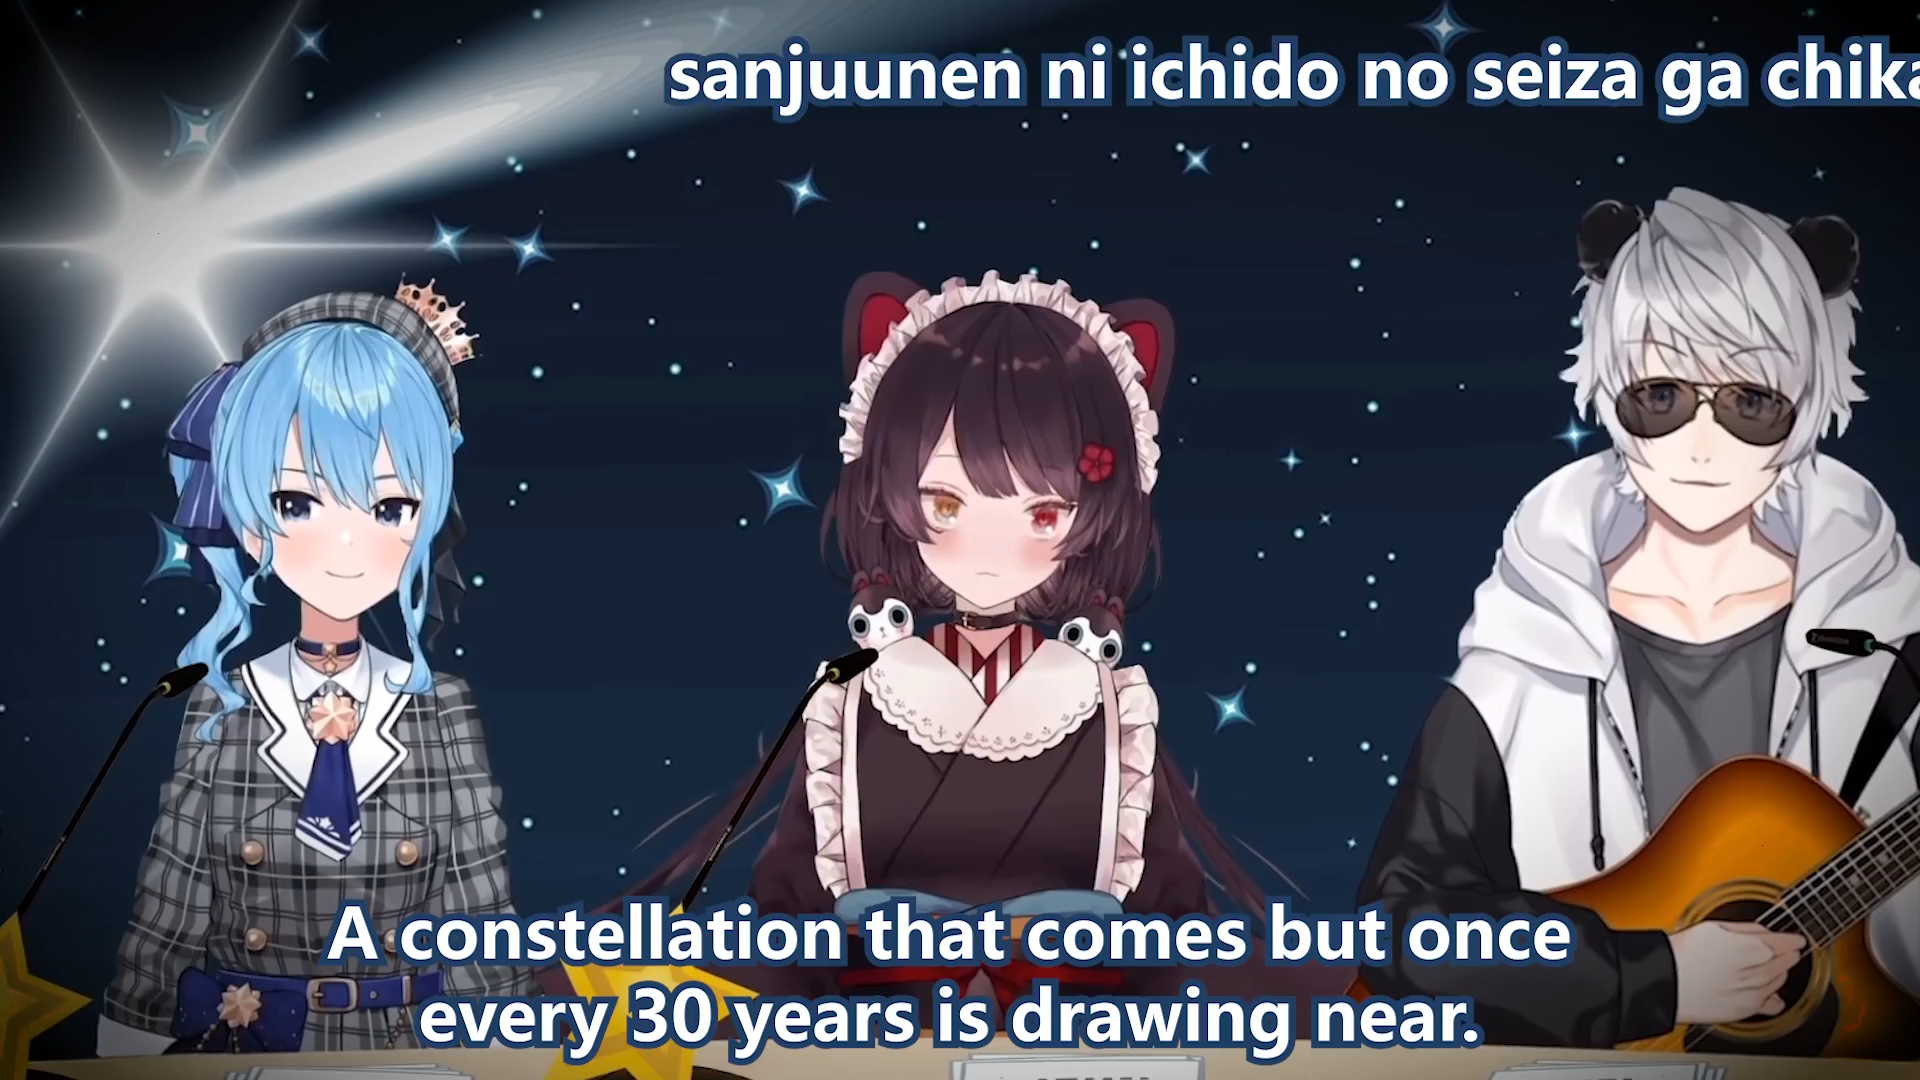 sanjuunen ni ichido no seiza ga chika
A constellation that comes but once
every 30 years is drawing near.